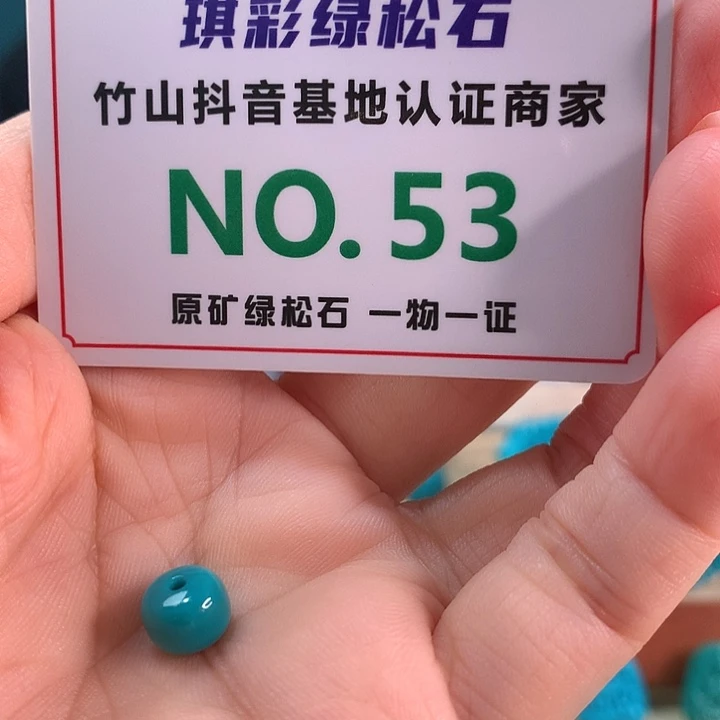 琪彩绿松石
竹山抖音基地认证商家
NO.53
原矿绿松石 一物一证